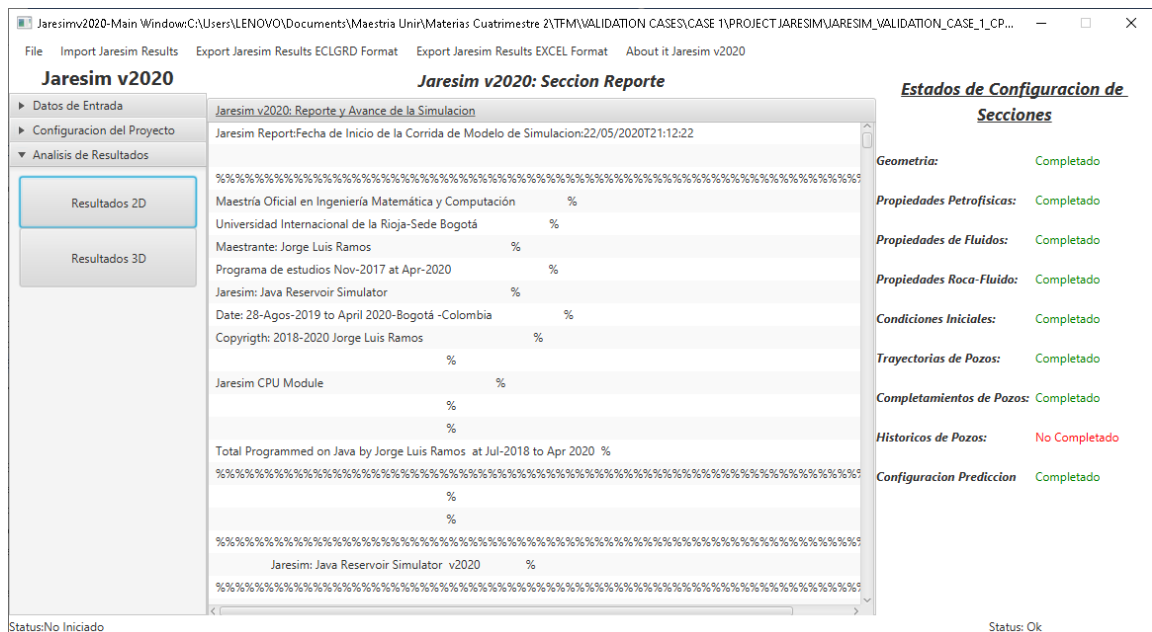 Jaresimv2020-Main Window:C:\Users\LENOVO\Documents\Maestria Unir\Materias Cuatrimestre 2\TFM\VALIDATION CASES\CASE 1\PROJECT JARESIM\JARESIM_VALIDATION_CASE_1_CP...
File Import Jaresim Results Export Jaresim Results ECLGRD Format Export Jaresim Results EXCEL Format About it Jaresim v2020
Jaresim v2020
Datos de Entrada
Configuracion del Proyecto
Analisis de Resultados
Resultados 2D
Resultados 3D
Jaresim v2020: Seccion Reporte
Jaresim v2020: Reporte y Avance de la Simulacion
Jaresim Report:Fecha de Inicio de la Corrida de Modelo de Simulacion:22/05/2020T21:12:22
%%%%%%%%%%%%%%%%%%%%%%%%%%%%%%%%%%%%%%%%%%%%%%%%%%%%%%%%%%%%%%%%%%
Maestría Oficial en Ingeniería Matemática y Computación %
Universidad Internacional de la Rioja-Sede Bogotá %
Maestrante: Jorge Luis Ramos %
Programa de estudios Nov-2017 at Apr-2020 %
Jaresim: Java Reservoir Simulator %
Date: 28-Agos-2019 to April 2020-Bogotá -Colombia %
Copyrigth: 2018-2020 Jorge Luis Ramos %
%
Jaresim CPU Module %
%
%
Total Programmed on Java by Jorge Luis Ramos at Jul-2018 to Apr 2020 %
%%%%%%%%%%%%%%%%%%%%%%%%%%%%%%%%%%%%%%%%%%%%%%%%%%%%%%%%%%%%%%%%%%
%
%
%%%%%%%%%%%%%%%%%%%%%%%%%%%%%%%%%%%%%%%%%%%%%%%%%%%%%%%%%%%%%%%%%%
Jaresim: Java Reservoir Simulator v2020 %
%%%%%%%%%%%%%%%%%%%%%%%%%%%%%%%%%%%%%%%%%%%%%%%%%%%%%%%%%%%%%%%%%%
Estados de Configuracion de
Secciones
Geometria: Completado
Propiedades Petrofisicas: Completado
Propiedades de Fluidos: Completado
Propiedades Roca-Fluido: Completado
Condiciones Iniciales: Completado
Trayectorias de Pozos: Completado
Completamientos de Pozos: Completado
Historicos de Pozos: No Completado
Configuracion Prediccion Completado
Status:No Iniciado
Status: Ok